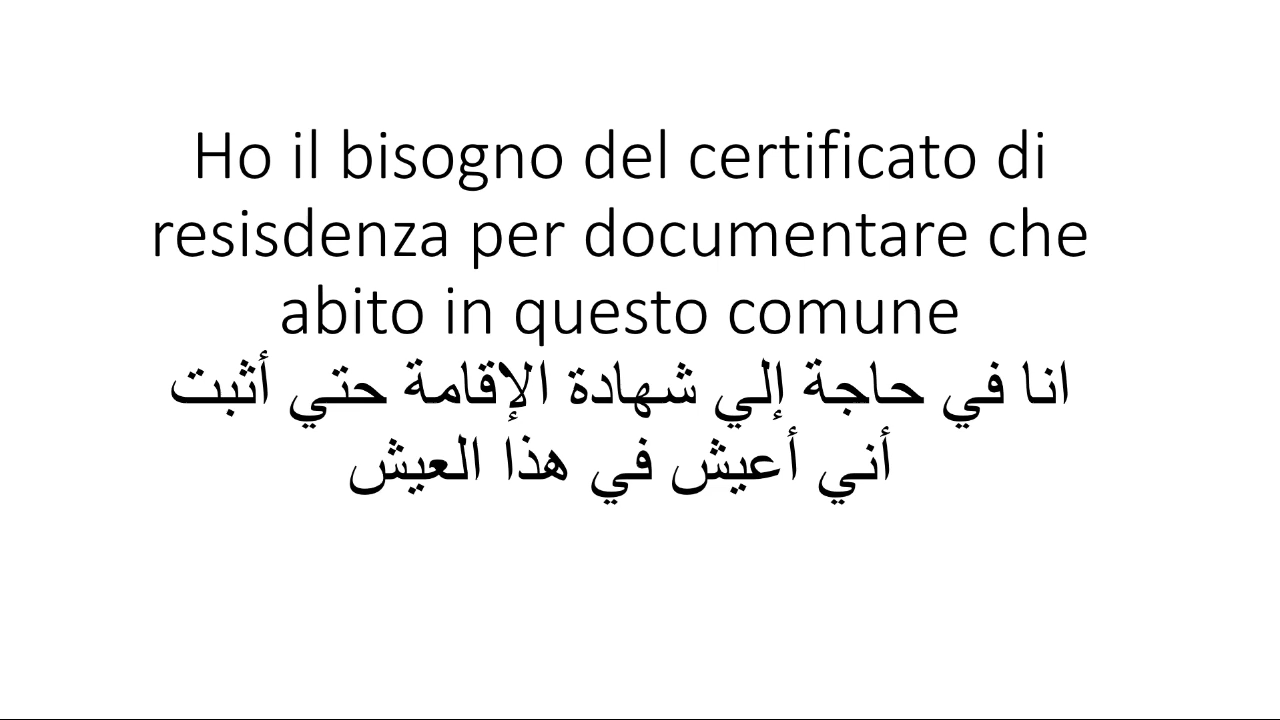 Ho il bisogno del certificato di
resisdenza per documentare che
abito in questo comune
انا في حاجة إلي شهادة الإقامة حتي أثبت
أني أعيش في هذا العيش